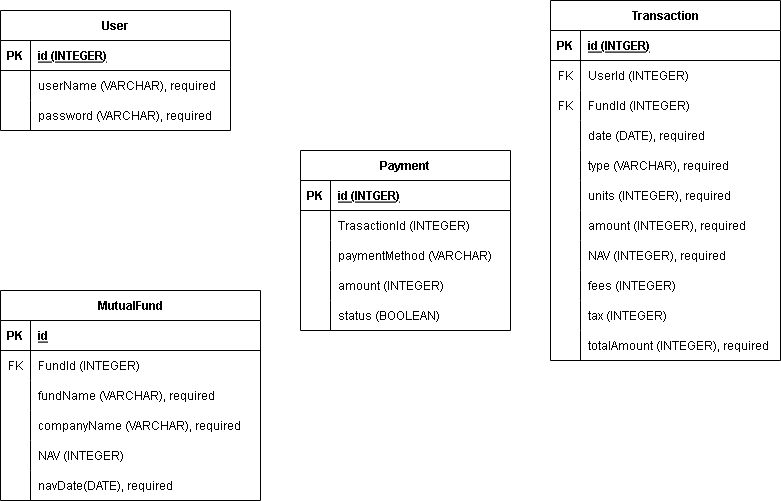 User
PK id (INTEGER)
userName (VARCHAR), required
password (VARCHAR), required
Payment
PK id (INTGER)
TrasactionId (INTEGER)
paymentMethod (VARCHAR)
amount (INTEGER)
status (BOOLEAN)
Transaction
PK id (INTGER)
FK UserId (INTEGER)
FK FundId (INTEGER)
date (DATE), required
type (VARCHAR), required
units (INTEGER), required
amount (INTEGER), required
NAV (INTEGER), required
fees (INTEGER)
tax (INTEGER)
totalAmount (INTEGER), required
MutualFund
PK id
FK FundId (INTEGER)
fundName (VARCHAR), required
companyName (VARCHAR), required
NAV (INTEGER)
navDate(DATE), required